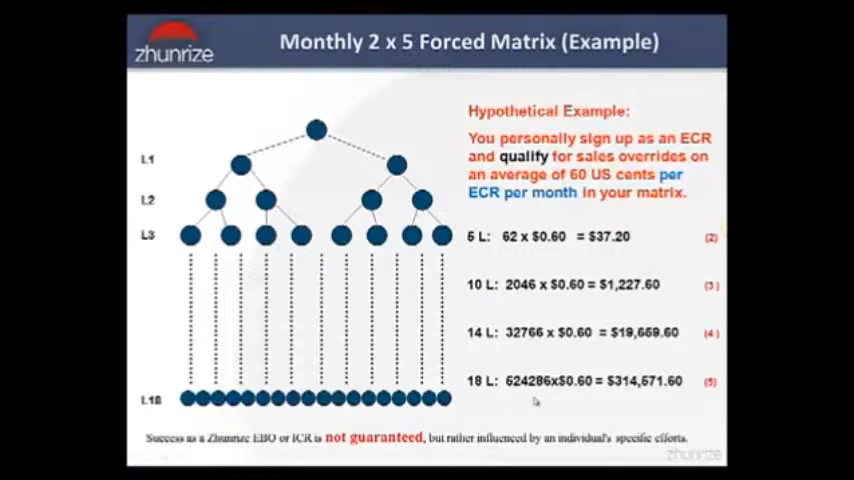 zhunrize
Monthly 2 x 5 Forced Matrix (Example)
Hypothetical Example:
You personally sign up as an ECR
and qualify for sales overrides on
an average of 60 US cents per
ECR per month in your matrix.
L1
L2
L3
L18
5 L: 62 x $0.60 = $37.20 (2)
10 L: 2046 x $0.60 = $1,227.60 (3)
14 L: 32766 x $0.60 = $19,659.60 (4)
18 L: 524286x$0.60 = $314,571.60 (5)
Success as a Zhunrize EBO or ICR is not guaranteed, but rather influenced by an individual's specific efforts.
zhunrize